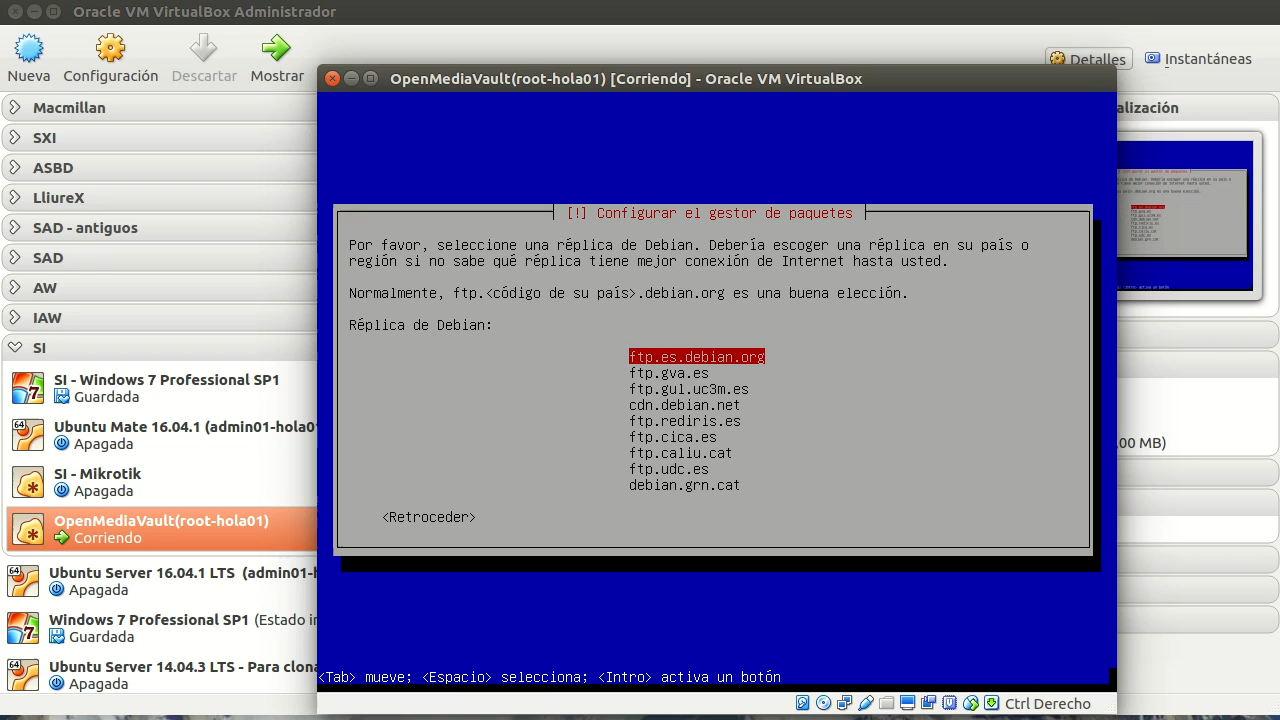 Oracle VM VirtualBox Administrador
Nueva
Configuración
Descartar
Mostrar
Detalles
Instantáneas
Macmillan
SXI
ASBD
LliureX
SAD - antiguos
SAD
AW
IAW
SI
SI - Windows 7 Professional SP1
Guardada
64
Ubuntu Mate 16.04.1 (admin01-hola01
Apagada
SI - Mikrotik
Apagada
OpenMediaVault(root-hola01)
Corriendo
64
Ubuntu Server 16.04.1 LTS (admin01-h
Apagada
Windows 7 Professional SP1 (Estado in
Guardada
64
Ubuntu Server 14.04.3 LTS - Para clona
Apagada
OpenMediaVault(root-hola01) [Corriendo] - Oracle VM VirtualBox
[!] Configurar el gestor de paquetes
Por favor, seleccione una réplica de Debian. Debería escoger una réplica en su país o
región si no sabe qué réplica tiene mejor conexión de Internet hasta usted.
Normalmente, ftp.<código de su país>.debian.org es una buena elección.
Réplica de Debian:
ftp.es.debian.org
ftp.gva.es
ftp.gul.uc3m.es
cdn.debian.net
ftp.rediris.es
ftp.cica.es
ftp.caliu.cat
ftp.udc.es
debian.grn.cat
<Retroceder>
<Tab> mueve; <Espacio> selecciona; <Intro> activa un botón
Ctrl Derecho
alización
.00 MB)